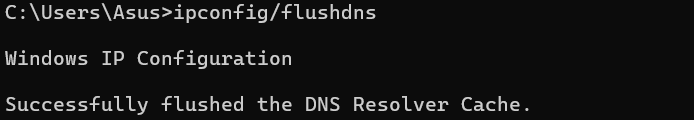 C:\Users\Asus>ipconfig/flushdns
Windows IP Configuration
Successfully flushed the DNS Resolver Cache.